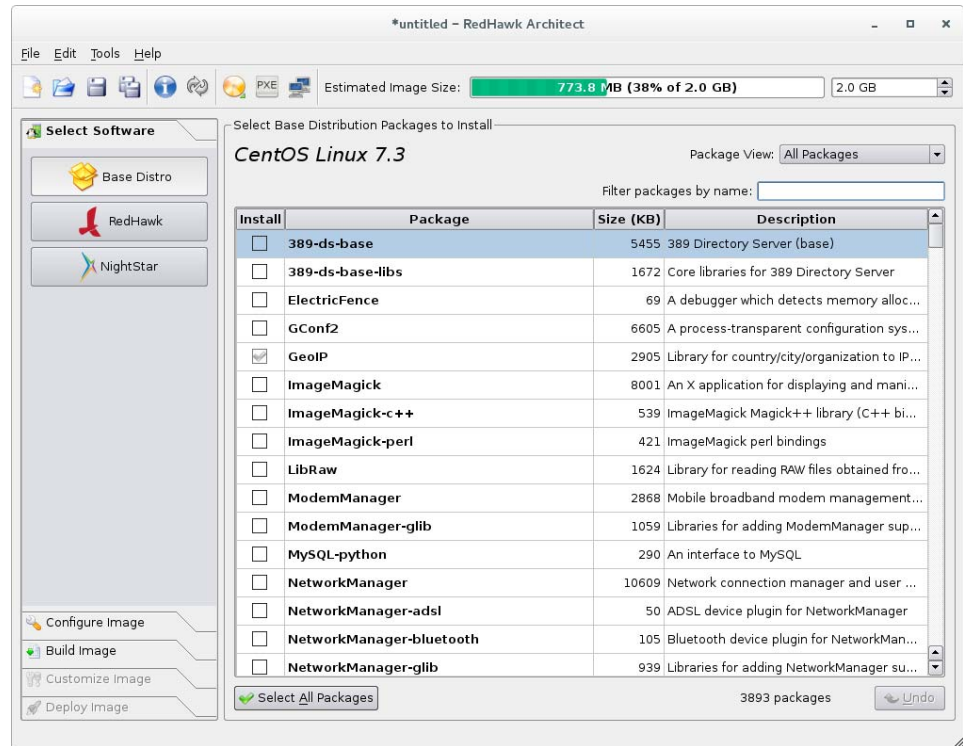 *untitled – RedHawk Architect
File Edit Tools Help
PXE Estimated Image Size: 773.8 MB (38% of 2.0 GB) 2.0 GB
Select Software
Base Distro
RedHawk
NightStar
Configure Image
Build Image
Customize Image
Deploy Image
Select Base Distribution Packages to Install
CentOS Linux 7.3
Package View: All Packages
Filter packages by name:
Install Package Size (KB) Description
389-ds-base 5455 389 Directory Server (base)
389-ds-base-libs 1672 Core libraries for 389 Directory Server
ElectricFence 69 A debugger which detects memory alloc...
GConf2 6605 A process-transparent configuration sys...
GeoIP 2905 Library for country/city/organization to IP...
ImageMagick 8001 An X application for displaying and mani...
ImageMagick-c++ 539 ImageMagick Magick++ library (C++ bi...
ImageMagick-perl 421 ImageMagick perl bindings
LibRaw 1624 Library for reading RAW files obtained fro...
ModemManager 2868 Mobile broadband modem management...
ModemManager-glib 1059 Libraries for adding ModemManager sup...
MySQL-python 290 An interface to MySQL
NetworkManager 10609 Network connection manager and user ...
NetworkManager-adsl 50 ADSL device plugin for NetworkManager
NetworkManager-bluetooth 105 Bluetooth device plugin for NetworkMan...
NetworkManager-glib 939 Libraries for adding NetworkManager su...
Select All Packages 3893 packages Undo